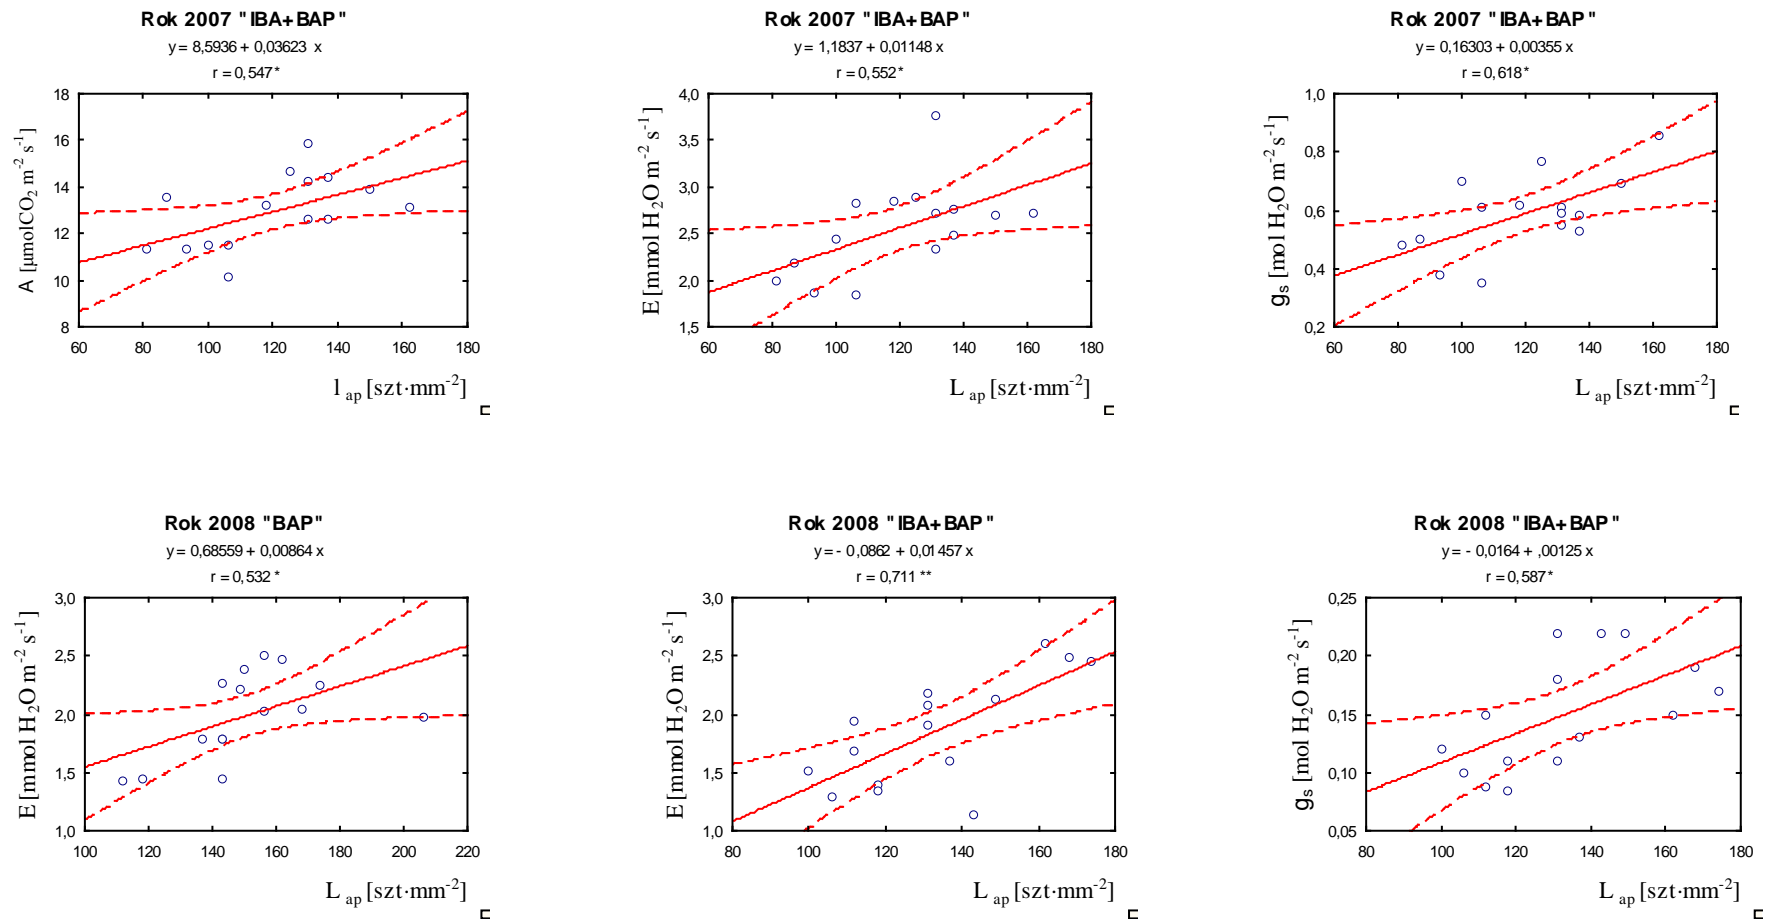 Rok 2007 "IBA+BAP"
y = 8,5936 + 0,03623 x
r = 0,547*
A [µmolCO₂ m⁻² s⁻¹]
18
16
14
12
10
8
60 80 100 120 140 160 180
l ap [szt·mm⁻²]
Rok 2007 "IBA+BAP"
y = 1,1837 + 0,01148 x
r = 0,552*
E [mmol H₂O m⁻² s⁻¹]
4,0
3,5
3,0
2,5
2,0
1,5
60 80 100 120 140 160 180
L ap [szt·mm⁻²]
Rok 2007 "IBA+BAP"
y = 0,16303 + 0,00355 x
r = 0,618*
gs [mol H₂O m⁻² s⁻¹]
1,0
0,8
0,6
0,4
0,2
60 80 100 120 140 160 180
L ap [szt·mm⁻²]
Rok 2008 "BAP"
y = 0,68559 + 0,00864 x
r = 0,532 *
E [mmol H₂O m⁻² s⁻¹]
3,0
2,5
2,0
1,5
1,0
100 120 140 160 180 200 220
L ap [szt·mm⁻²]
Rok 2008 "IBA+BAP"
y = - 0,0862 + 0,01457 x
r = 0,711 **
E [mmol H₂O m⁻² s⁻¹]
3,0
2,5
2,0
1,5
1,0
80 100 120 140 160 180
L ap [szt·mm⁻²]
Rok 2008 "IBA+BAP"
y = - 0,0164 + ,00125 x
r = 0,587*
gs [mol H₂O m⁻² s⁻¹]
0,25
0,20
0,15
0,10
0,05
80 100 120 140 160 180
L ap [szt·mm⁻²]